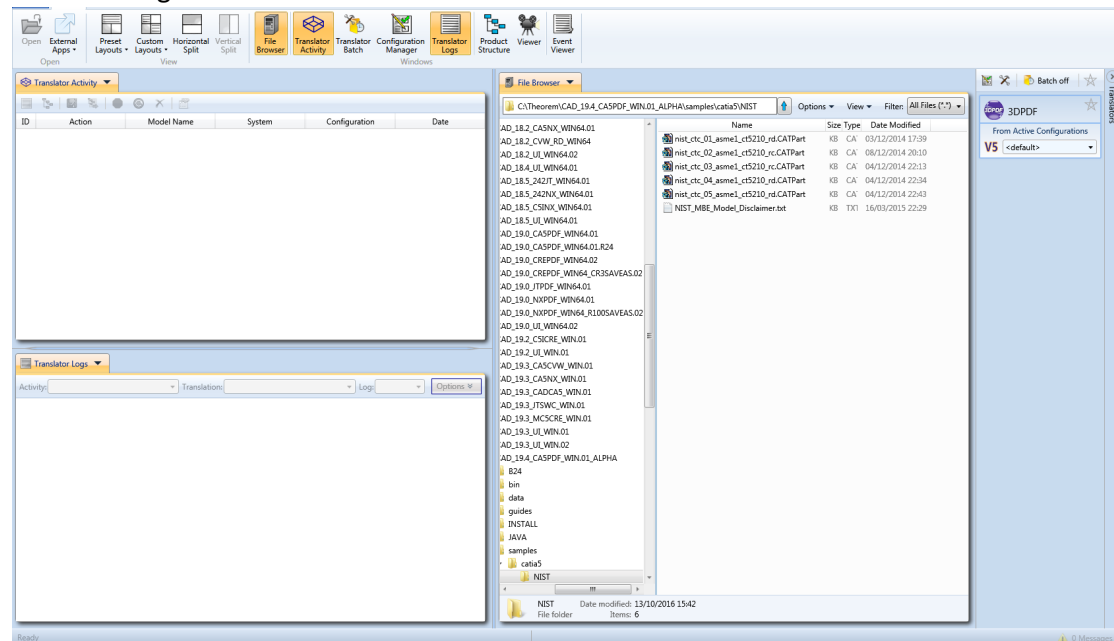 Open External Apps Preset Layouts Custom Layouts Horizontal Split Vertical Split File Browser Translator Activity Translator Batch Configuration Manager Translator Logs Product Structure Viewer Event Viewer
Open View Windows
Translator Activity
ID Action Model Name System Configuration Date
Translator Logs
Activity: Translation: Log: Options
File Browser
C:\Theorem\CAD_19.4_CA5PDF_WIN.01_ALPHA\samples\catia5\NIST Options View Filter: All Files (*.*)
AD_18.2_CA5NX_WIN64.01
AD_18.2_CVW_RD_WIN64
AD_18.2_UI_WIN64.02
AD_18.4_UI_WIN64.01
AD_18.5_242JT_WIN64.01
AD_18.5_242NX_WIN64.01
AD_18.5_C5INX_WIN64.01
AD_18.5_UI_WIN64.01
AD_19.0_CA5PDF_WIN64.01
AD_19.0_CA5PDF_WIN64.01.R24
AD_19.0_CREPDF_WIN64.02
AD_19.0_CREPDF_WIN64_CR3SAVEAS.02
AD_19.0_JTPDF_WIN64.01
AD_19.0_NXPDF_WIN64.01
AD_19.0_NXPDF_WIN64_R100SAVEAS.02
AD_19.0_UI_WIN64.02
AD_19.2_C5ICRE_WIN.01
AD_19.2_UI_WIN.01
AD_19.3_CA5CVW_WIN.01
AD_19.3_CA5NX_WIN.01
AD_19.3_CADCA5_WIN.01
AD_19.3_JTSWC_WIN.01
AD_19.3_MC5CRE_WIN.01
AD_19.3_UI_WIN.01
AD_19.3_UI_WIN.02
AD_19.4_CA5PDF_WIN.01_ALPHA
B24
bin
data
guides
INSTALL
JAVA
samples
catia5
NIST
Name Size Type Date Modified
nist_ctc_01_asme1_ct5210_rd.CATPart KB CA 03/12/2014 17:39
nist_ctc_02_asme1_ct5210_rc.CATPart KB CA 08/12/2014 20:10
nist_ctc_03_asme1_ct5210_rc.CATPart KB CA 04/12/2014 22:13
nist_ctc_04_asme1_ct5210_rd.CATPart KB CA 04/12/2014 22:34
nist_ctc_05_asme1_ct5210_rd.CATPart KB CA 04/12/2014 22:43
NIST_MBE_Model_Disclaimer.txt KB TXT 16/03/2015 22:29
NIST Date modified: 13/10/2016 15:42
File folder Items: 6
Batch off
3DPDF 3DPDF
From Active Configurations
V5 <default>
Translators
Ready 0 Messages